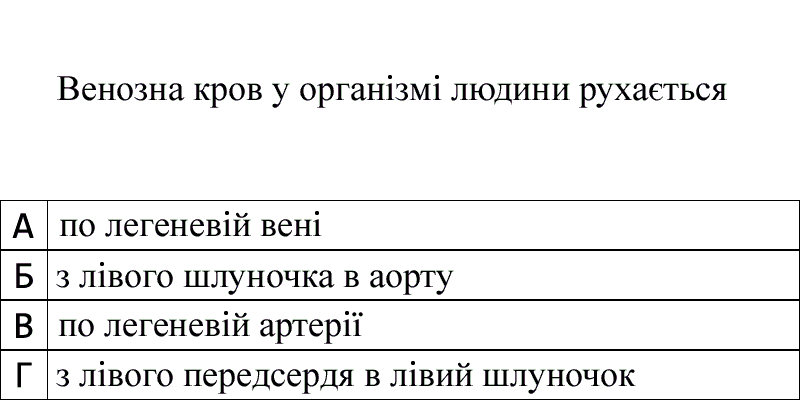 Венозна кров у організмі людини рухається
А по легеневій вені
Б з лівого шлуночка в аорту
В по легеневій артерії
Г з лівого передсердя в лівий шлуночок